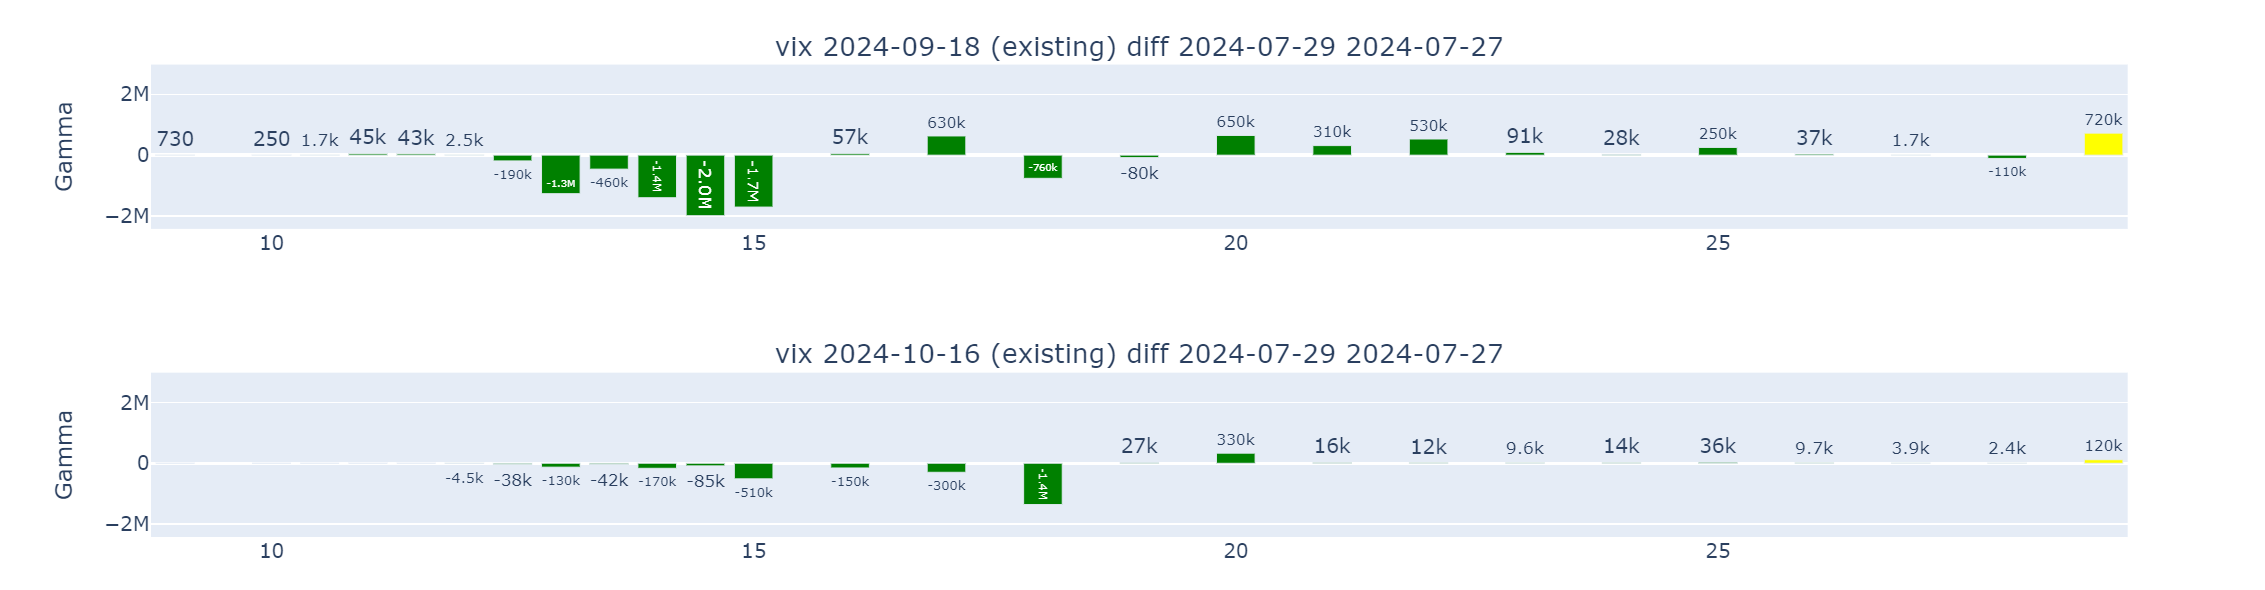 vix 2024-09-18 (existing) diff 2024-07-29 2024-07-27
Gamma
2M
0
−2M
730 250 1.7k 45k 43k 2.5k -190k -1.3M -460k -1.4M -2.0M -1.7M 57k 630k -760k -80k 650k 310k 530k 91k 28k 250k 37k 1.7k -110k 720k
10 15 20 25
vix 2024-10-16 (existing) diff 2024-07-29 2024-07-27
Gamma
2M
0
−2M
-4.5k -38k -130k -42k -170k -85k -510k -150k -300k -1.4M 27k 330k 16k 12k 9.6k 14k 36k 9.7k 3.9k 2.4k 120k
10 15 20 25